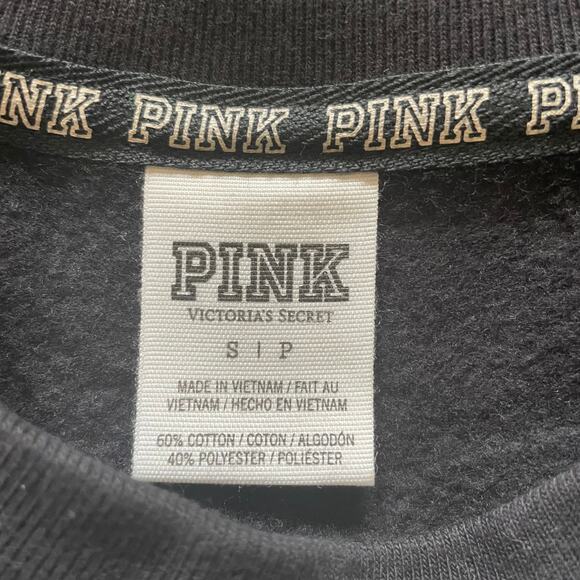 PINK PINK PINK P
PINK
VICTORIA'S SECRET
S | P
MADE IN VIETNAM / FAIT AU
VIETNAM / HECHO EN VIETNAM
60% COTTON / COTON / ALGODÓN
40% POLYESTER / POLIÉSTER